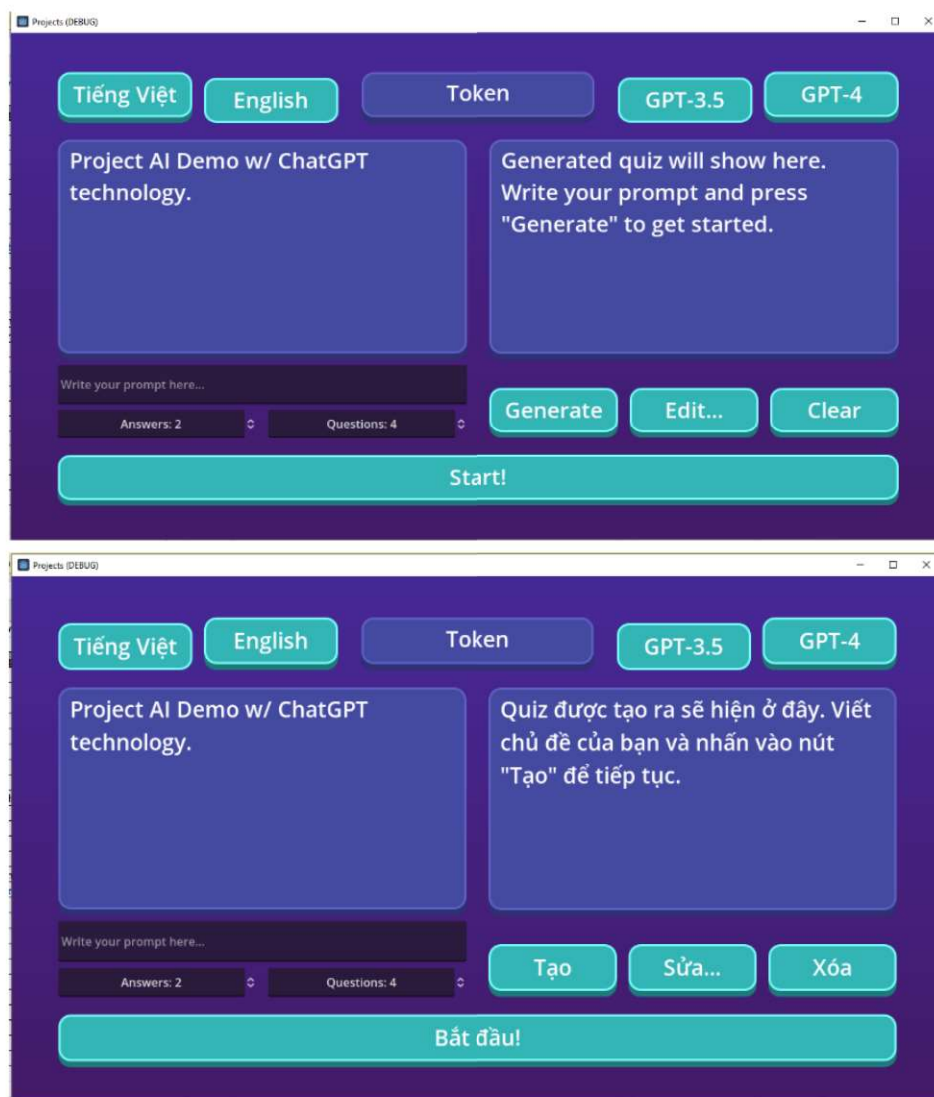 Projects (DEBUG)
Tiếng Việt
English
Token
GPT-3.5
GPT-4
Project AI Demo w/ ChatGPT
technology.
Generated quiz will show here.
Write your prompt and press
"Generate" to get started.
Write your prompt here...
Answers: 2
Questions: 4
Generate
Edit...
Clear
Start!
Projects (DEBUG)
Tiếng Việt
English
Token
GPT-3.5
GPT-4
Project AI Demo w/ ChatGPT
technology.
Quiz được tạo ra sẽ hiện ở đây. Viết
chủ đề của bạn và nhấn vào nút
"Tạo" để tiếp tục.
Write your prompt here...
Answers: 2
Questions: 4
Tạo
Sửa...
Xóa
Bắt đầu!